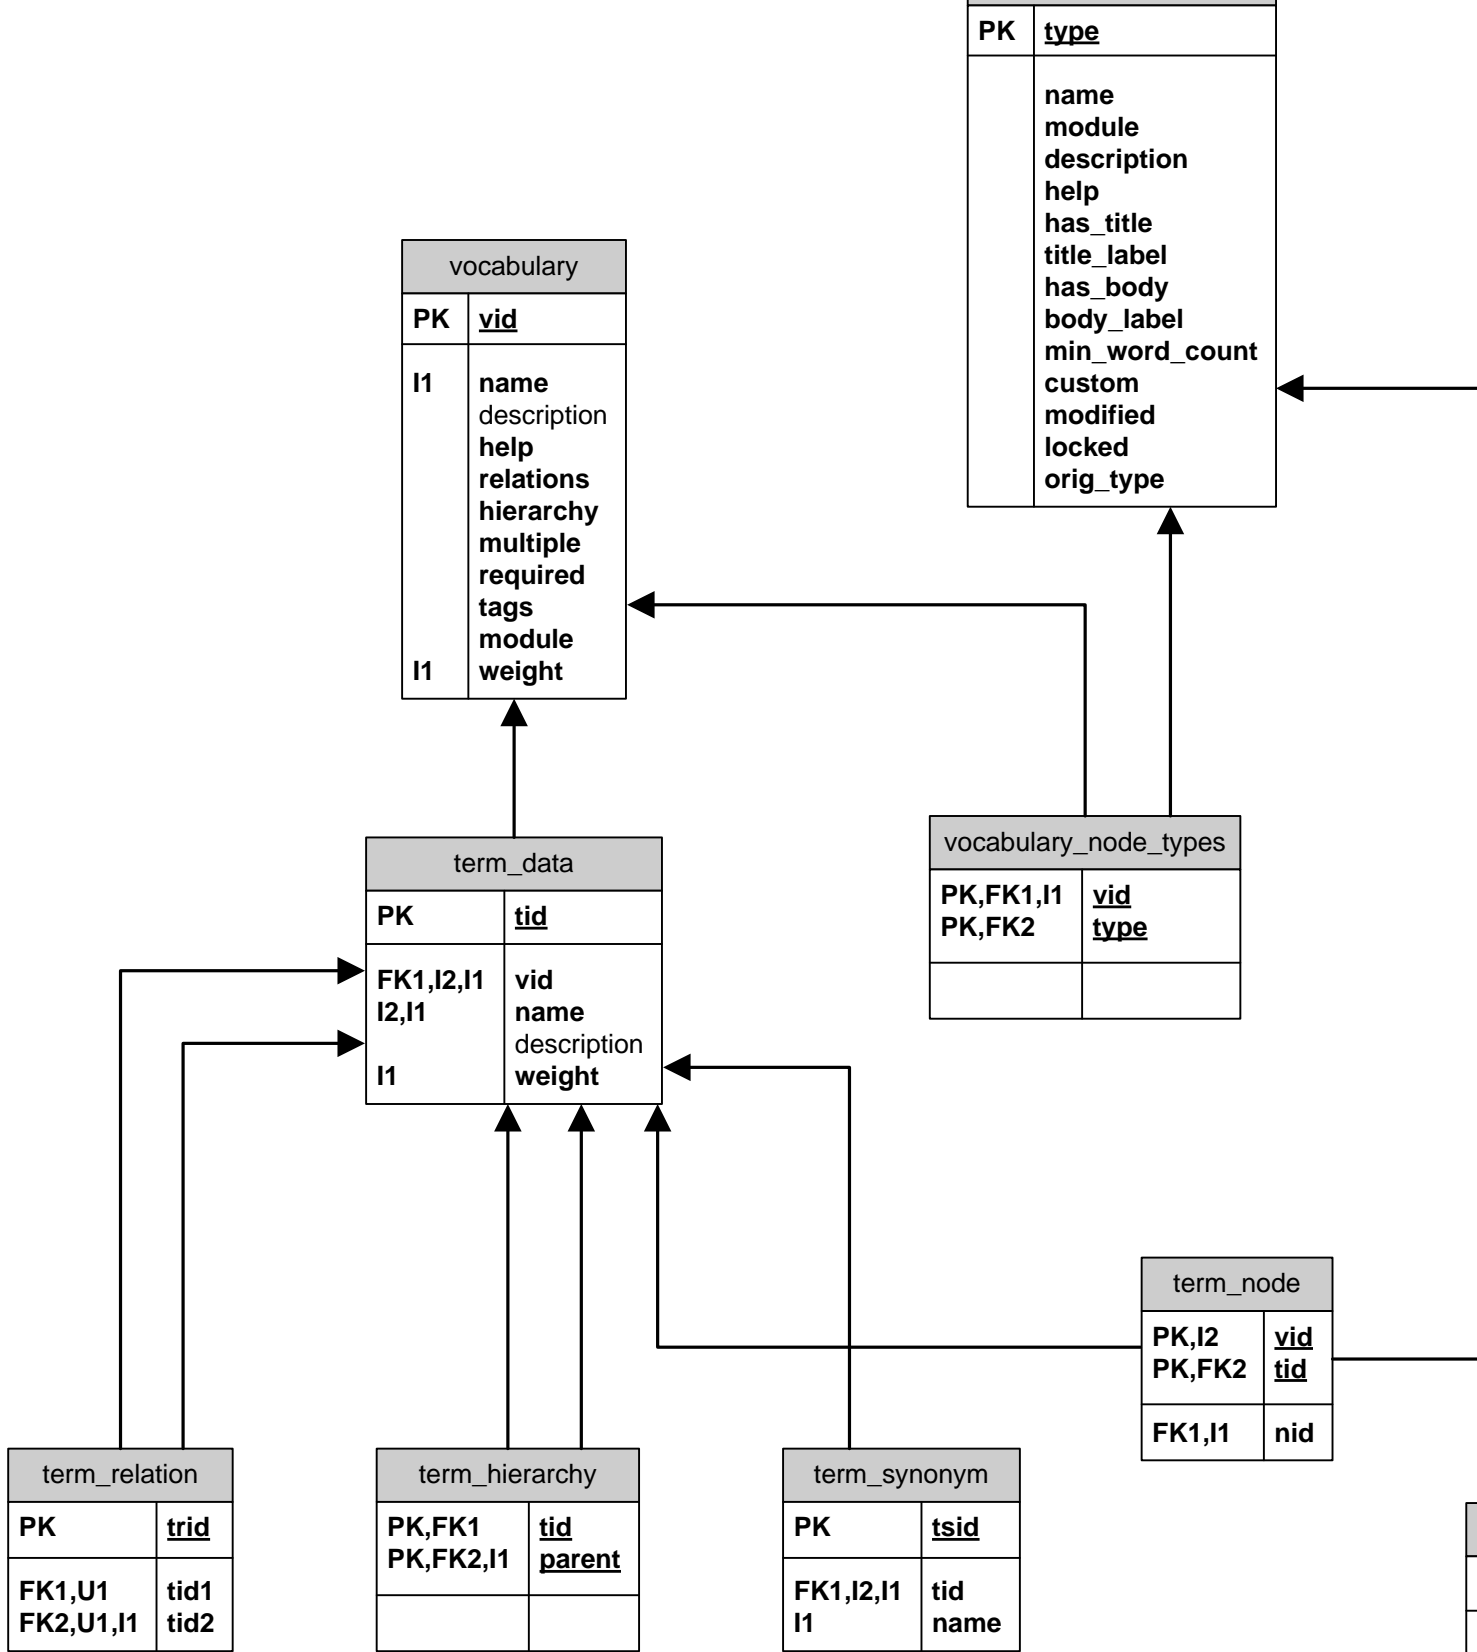 PK type
name
module
description
help
has_title
title_label
has_body
body_label
min_word_count
custom
modified
locked
orig_type
vocabulary
PK vid
I1 name
description
help
relations
hierarchy
multiple
required
tags
module
I1 weight
term_data
PK tid
FK1,I2,I1 vid
I2,I1 name
description
I1 weight
vocabulary_node_types
PK,FK1,I1 vid
PK,FK2 type
term_node
PK,I2 vid
PK,FK2 tid
FK1,I1 nid
term_relation
PK trid
FK1,U1 tid1
FK2,U1,I1 tid2
term_hierarchy
PK,FK1 tid
PK,FK2,I1 parent
term_synonym
PK tsid
FK1,I2,I1 tid
I1 name